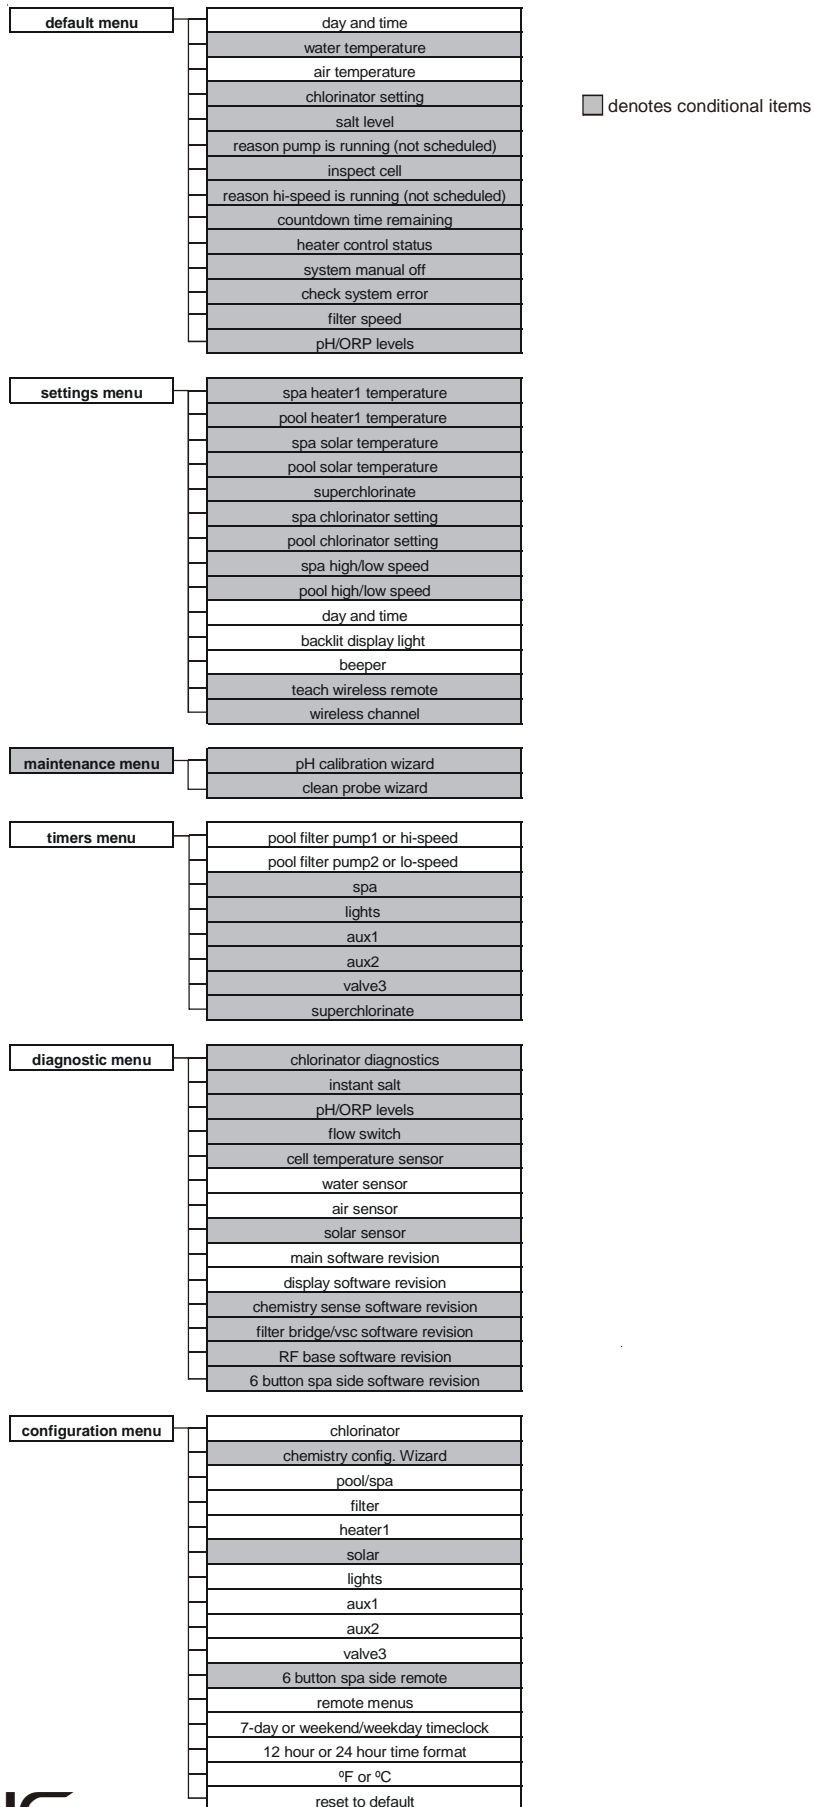 default menu
day and time
water temperature
air temperature
chlorinator setting
salt level
reason pump is running (not scheduled)
inspect cell
reason hi-speed is running (not scheduled)
countdown time remaining
heater control status
system manual off
check system error
filter speed
pH/ORP levels
denotes conditional items
settings menu
spa heater1 temperature
pool heater1 temperature
spa solar temperature
pool solar temperature
superchlorinate
spa chlorinator setting
pool chlorinator setting
spa high/low speed
pool high/low speed
day and time
backlit display light
beeper
teach wireless remote
wireless channel
maintenance menu
pH calibration wizard
clean probe wizard
timers menu
pool filter pump1 or hi-speed
pool filter pump2 or lo-speed
spa
lights
aux1
aux2
valve3
superchlorinate
diagnostic menu
chlorinator diagnostics
instant salt
pH/ORP levels
flow switch
cell temperature sensor
water sensor
air sensor
solar sensor
main software revision
display software revision
chemistry sense software revision
filter bridge/vsc software revision
RF base software revision
6 button spa side software revision
configuration menu
chlorinator
chemistry config. Wizard
pool/spa
filter
heater1
solar
lights
aux1
aux2
valve3
6 button spa side remote
remote menus
7-day or weekend/weekday timeclock
12 hour or 24 hour time format
ºF or ºC
reset to default